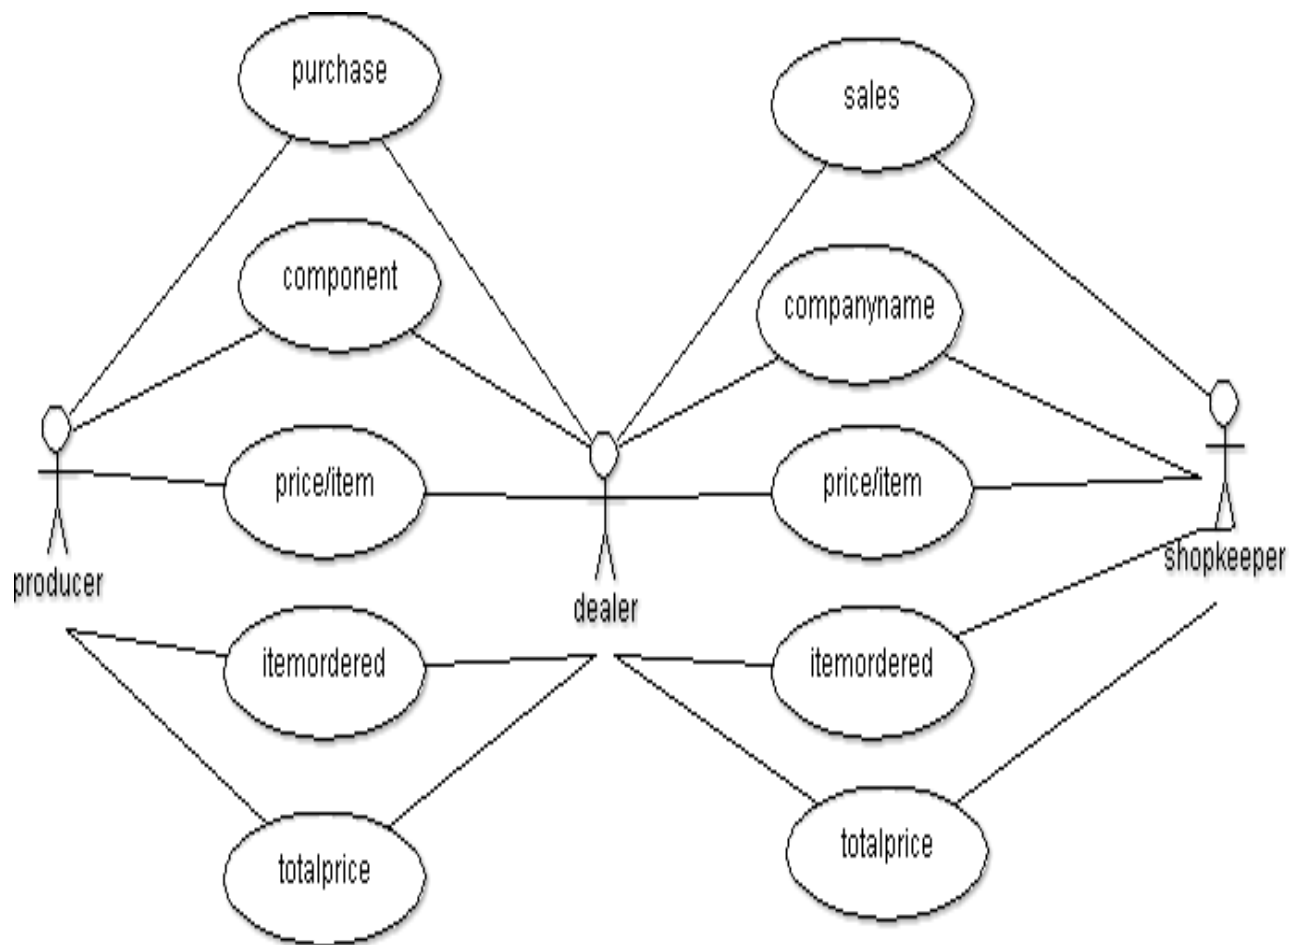 purchase
sales
component
companyname
price/item
price/item
producer
dealer
shopkeeper
itemordered
itemordered
totalprice
totalprice